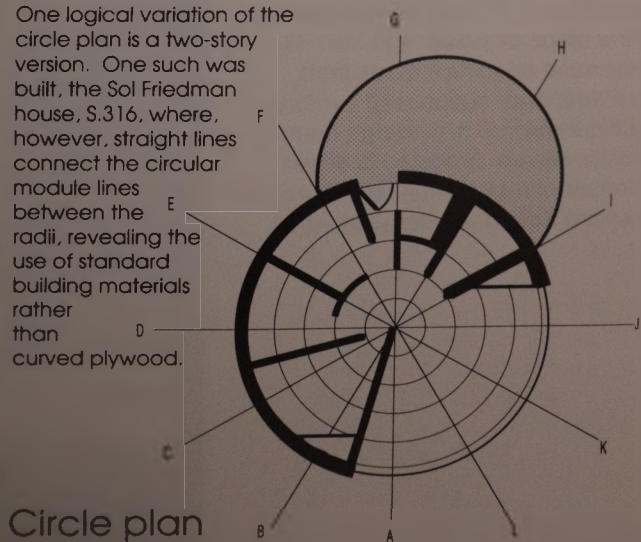 One logical variation of the
circle plan is a two-story
version. One such was
built, the Sol Friedman
house, S.316, where,
however, straight lines
connect the circular
module lines
between the
radii, revealing the
use of standard
building materials
rather
than
curved plywood.
G
H
F
I
E
D
J
C
K
B
A
L
Circle plan